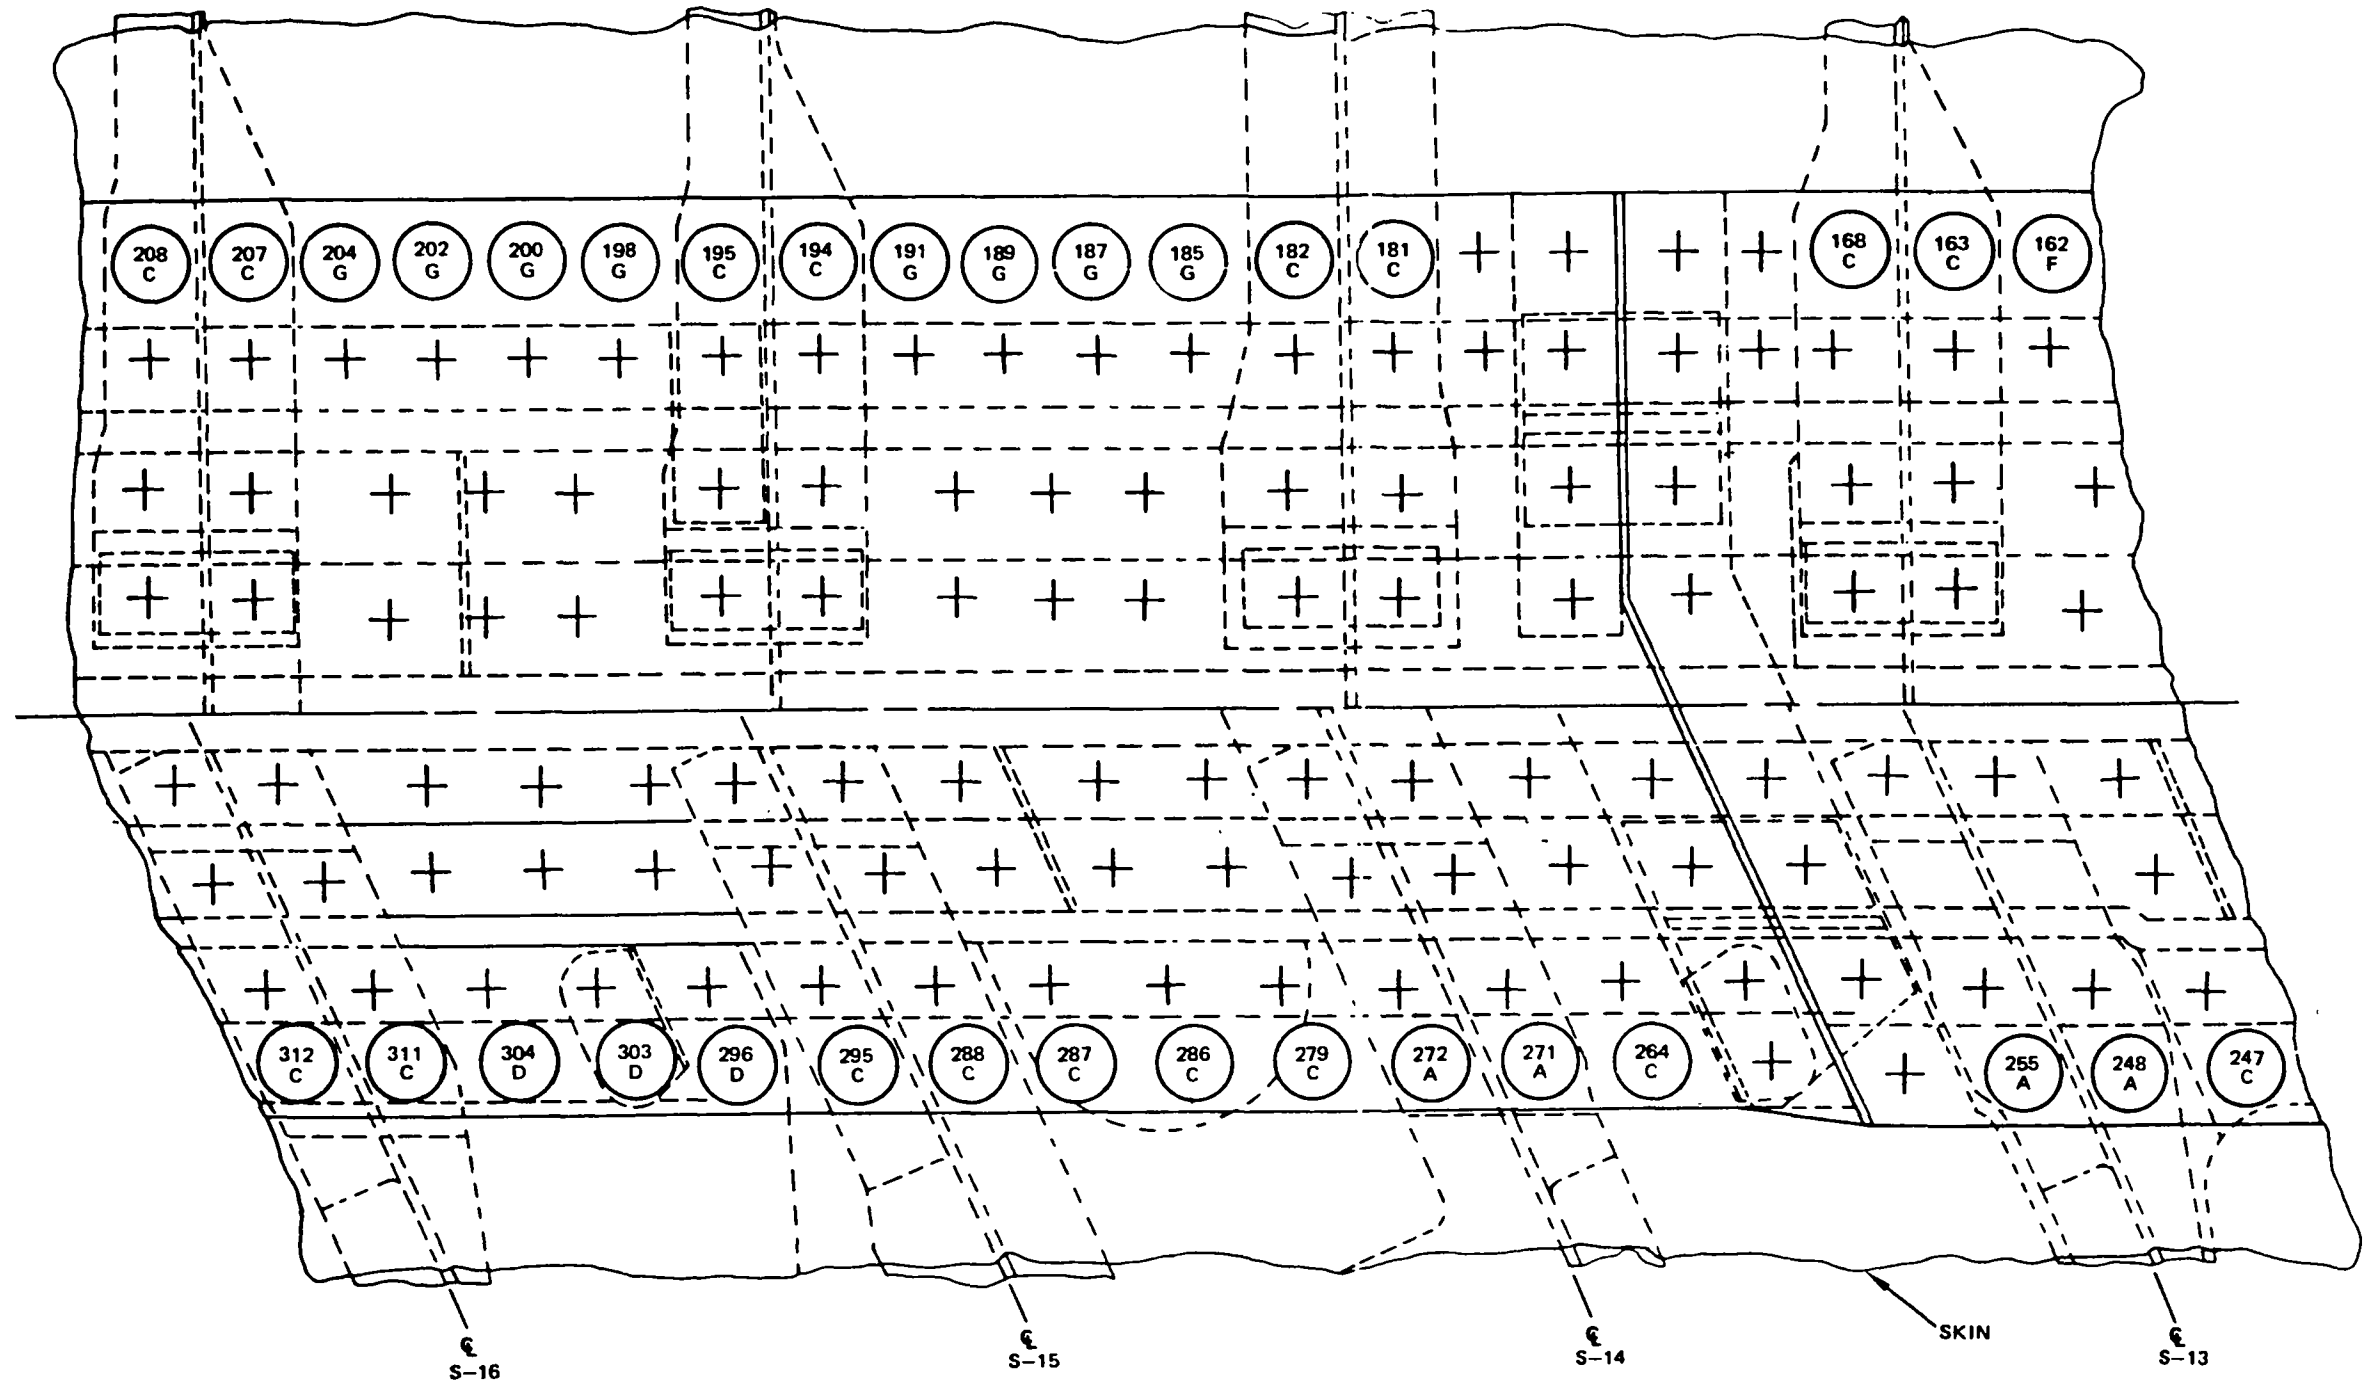 208 207 204 202 200 198 195 194 191 189 187 185 182 181 168 163 162
C C G G G G C C G G G G C C C C F
312 311 304 303 296 295 288 287 286 279 272 271 264 255 248 247
C C D D D C C C C C A A C A A C
SKIN
℄ ℄ ℄ ℄
S-16 S-15 S-14 S-13